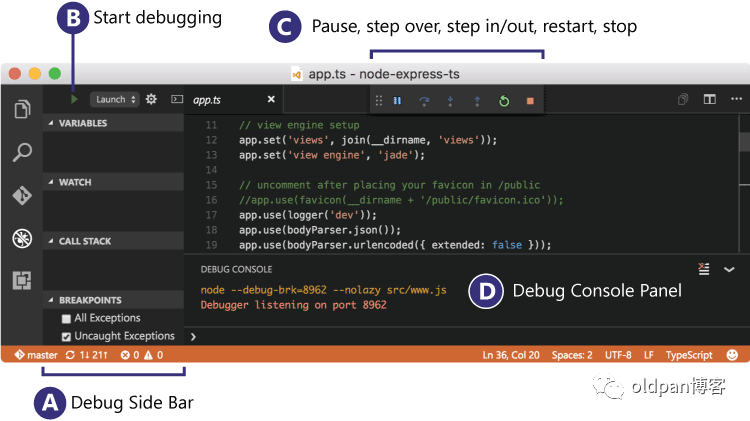 B Start debugging
C Pause, step over, step in/out, restart, stop
app.ts - node-express-ts
Launch
app.ts
VARIABLES
WATCH
CALL STACK
BREAKPOINTS
All Exceptions
Uncaught Exceptions
11 // view engine setup
12 app.set('views', join(__dirname, 'views'));
13 app.set('view engine', 'jade');
14
15 // uncomment after placing your favicon in /public
16 //app.use(favicon(__dirname + '/public/favicon.ico'));
17 app.use(logger('dev'));
18 app.use(bodyParser.json());
19 app.use(bodyParser.urlencoded({ extended: false }));
DEBUG CONSOLE
node --debug-brk=8962 --nolazy src/www.js
Debugger listening on port 8962
D Debug Console Panel
master 1↓ 21↑ 0 0 Ln 36, Col 20 Spaces: 2 UTF-8 LF TypeScript
A Debug Side Bar
oldpan博客